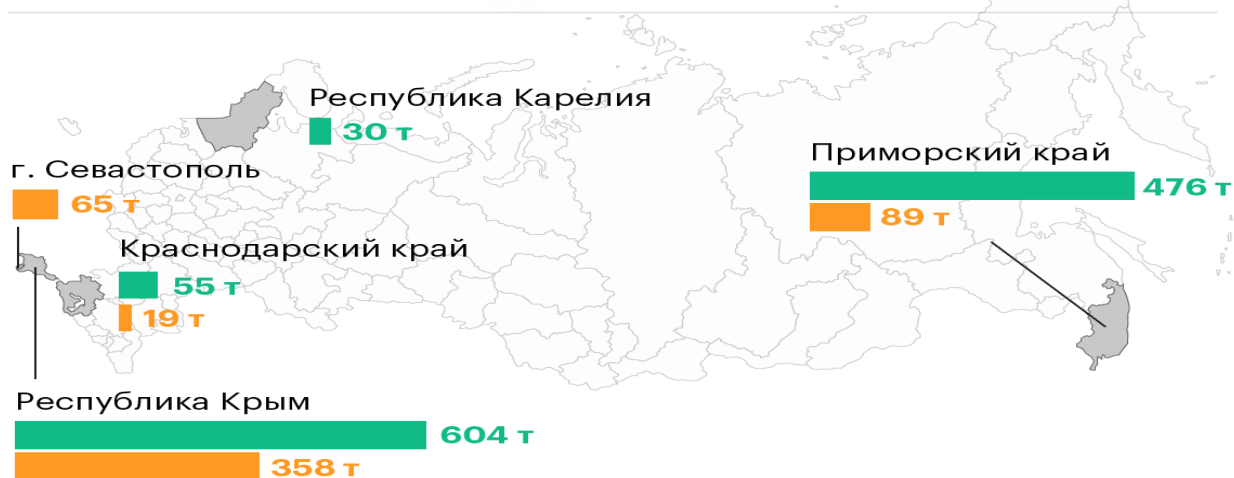 Республика Карелия
30 т
г. Севастополь
65 т
Приморский край
476 т
89 т
Краснодарский край
55 т
19 т
Республика Крым
604 т
358 т